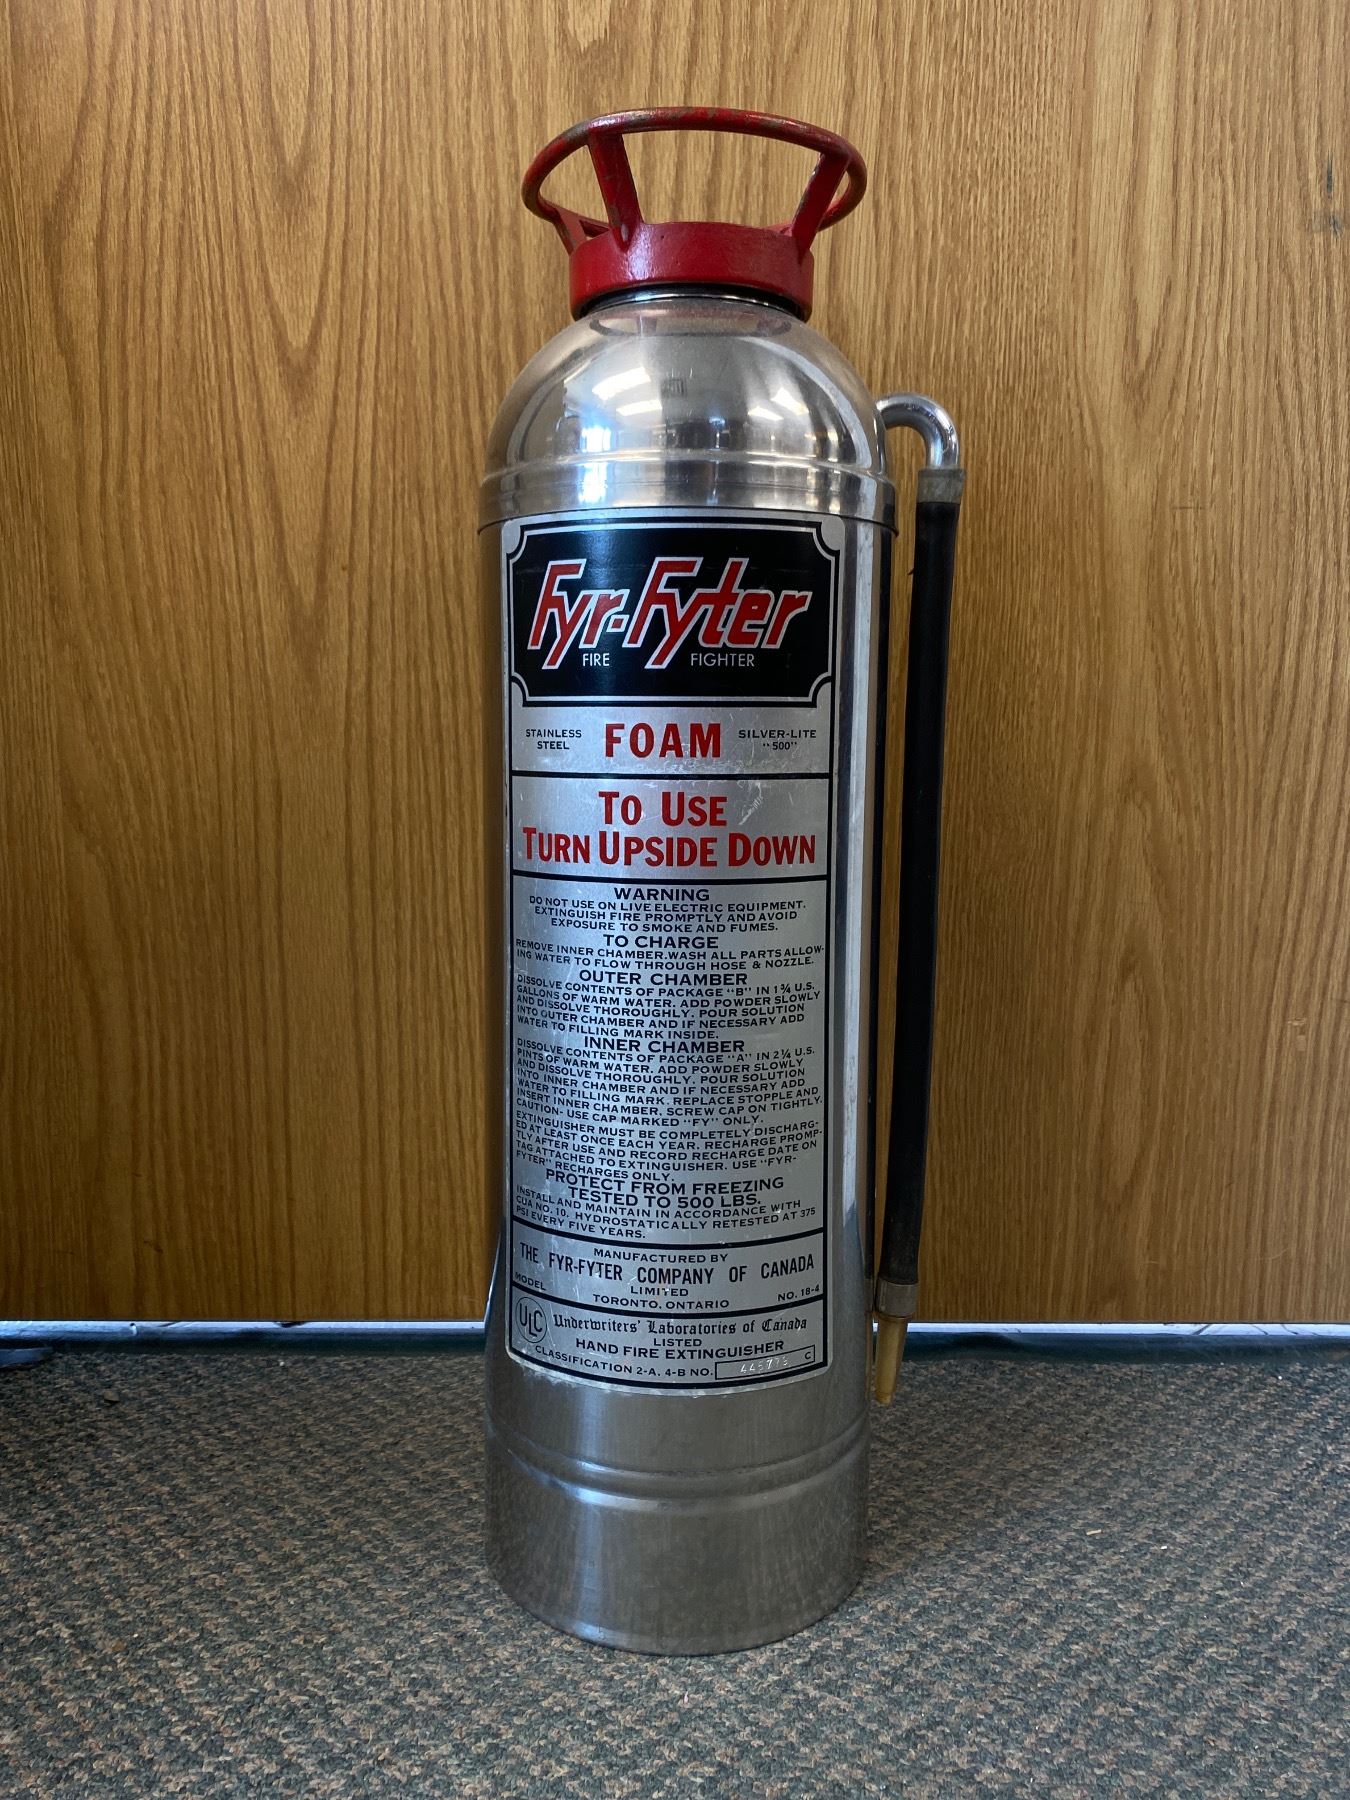 Fyr-Fyter
FIRE FIGHTER
STAINLESS STEEL FOAM SILVER-LITE "500"
TO USE
TURN UPSIDE DOWN
WARNING
DO NOT USE ON LIVE ELECTRIC EQUIPMENT.
EXTINGUISH FIRE PROMPTLY AND AVOID
EXPOSURE TO SMOKE AND FUMES.
TO CHARGE
REMOVE INNER CHAMBER. WASH ALL PARTS ALLOW-
ING WATER TO FLOW THROUGH HOSE & NOZZLE.
OUTER CHAMBER
DISSOLVE CONTENTS OF PACKAGE "B" IN 1¾ U.S.
GALLONS OF WARM WATER. ADD POWDER SLOWLY
AND DISSOLVE THOROUGHLY. POUR SOLUTION
INTO OUTER CHAMBER AND IF NECESSARY ADD
WATER TO FILLING MARK INSIDE.
INNER CHAMBER
DISSOLVE CONTENTS OF PACKAGE "A" IN 2¼ U.S.
PINTS OF WARM WATER. ADD POWDER SLOWLY
AND DISSOLVE THOROUGHLY. POUR SOLUTION
INTO INNER CHAMBER AND IF NECESSARY ADD
WATER TO FILLING MARK. REPLACE STOPPLE AND
INSERT INNER CHAMBER, SCREW CAP ON TIGHTLY.
CAUTION- USE CAP MARKED "FY" ONLY.
EXTINGUISHER MUST BE COMPLETELY DISCHARG-
ED AT LEAST ONCE EACH YEAR. RECHARGE PROMP-
TLY AFTER USE AND RECORD RECHARGE DATE ON
TAG ATTACHED TO EXTINGUISHER. USE "FYR-
FYTER" RECHARGES ONLY.
PROTECT FROM FREEZING
TESTED TO 500 LBS.
INSTALL AND MAINTAIN IN ACCORDANCE WITH
CUA NO. 10. HYDROSTATICALLY RETESTED AT 375
PSI EVERY FIVE YEARS.
MANUFACTURED BY
THE FYR-FYTER COMPANY OF CANADA
LIMITED
MODEL TORONTO, ONTARIO NO. 18-4
ULC Underwriters' Laboratories of Canada
LISTED
HAND FIRE EXTINGUISHER
CLASSIFICATION 2-A, 4-B NO. C